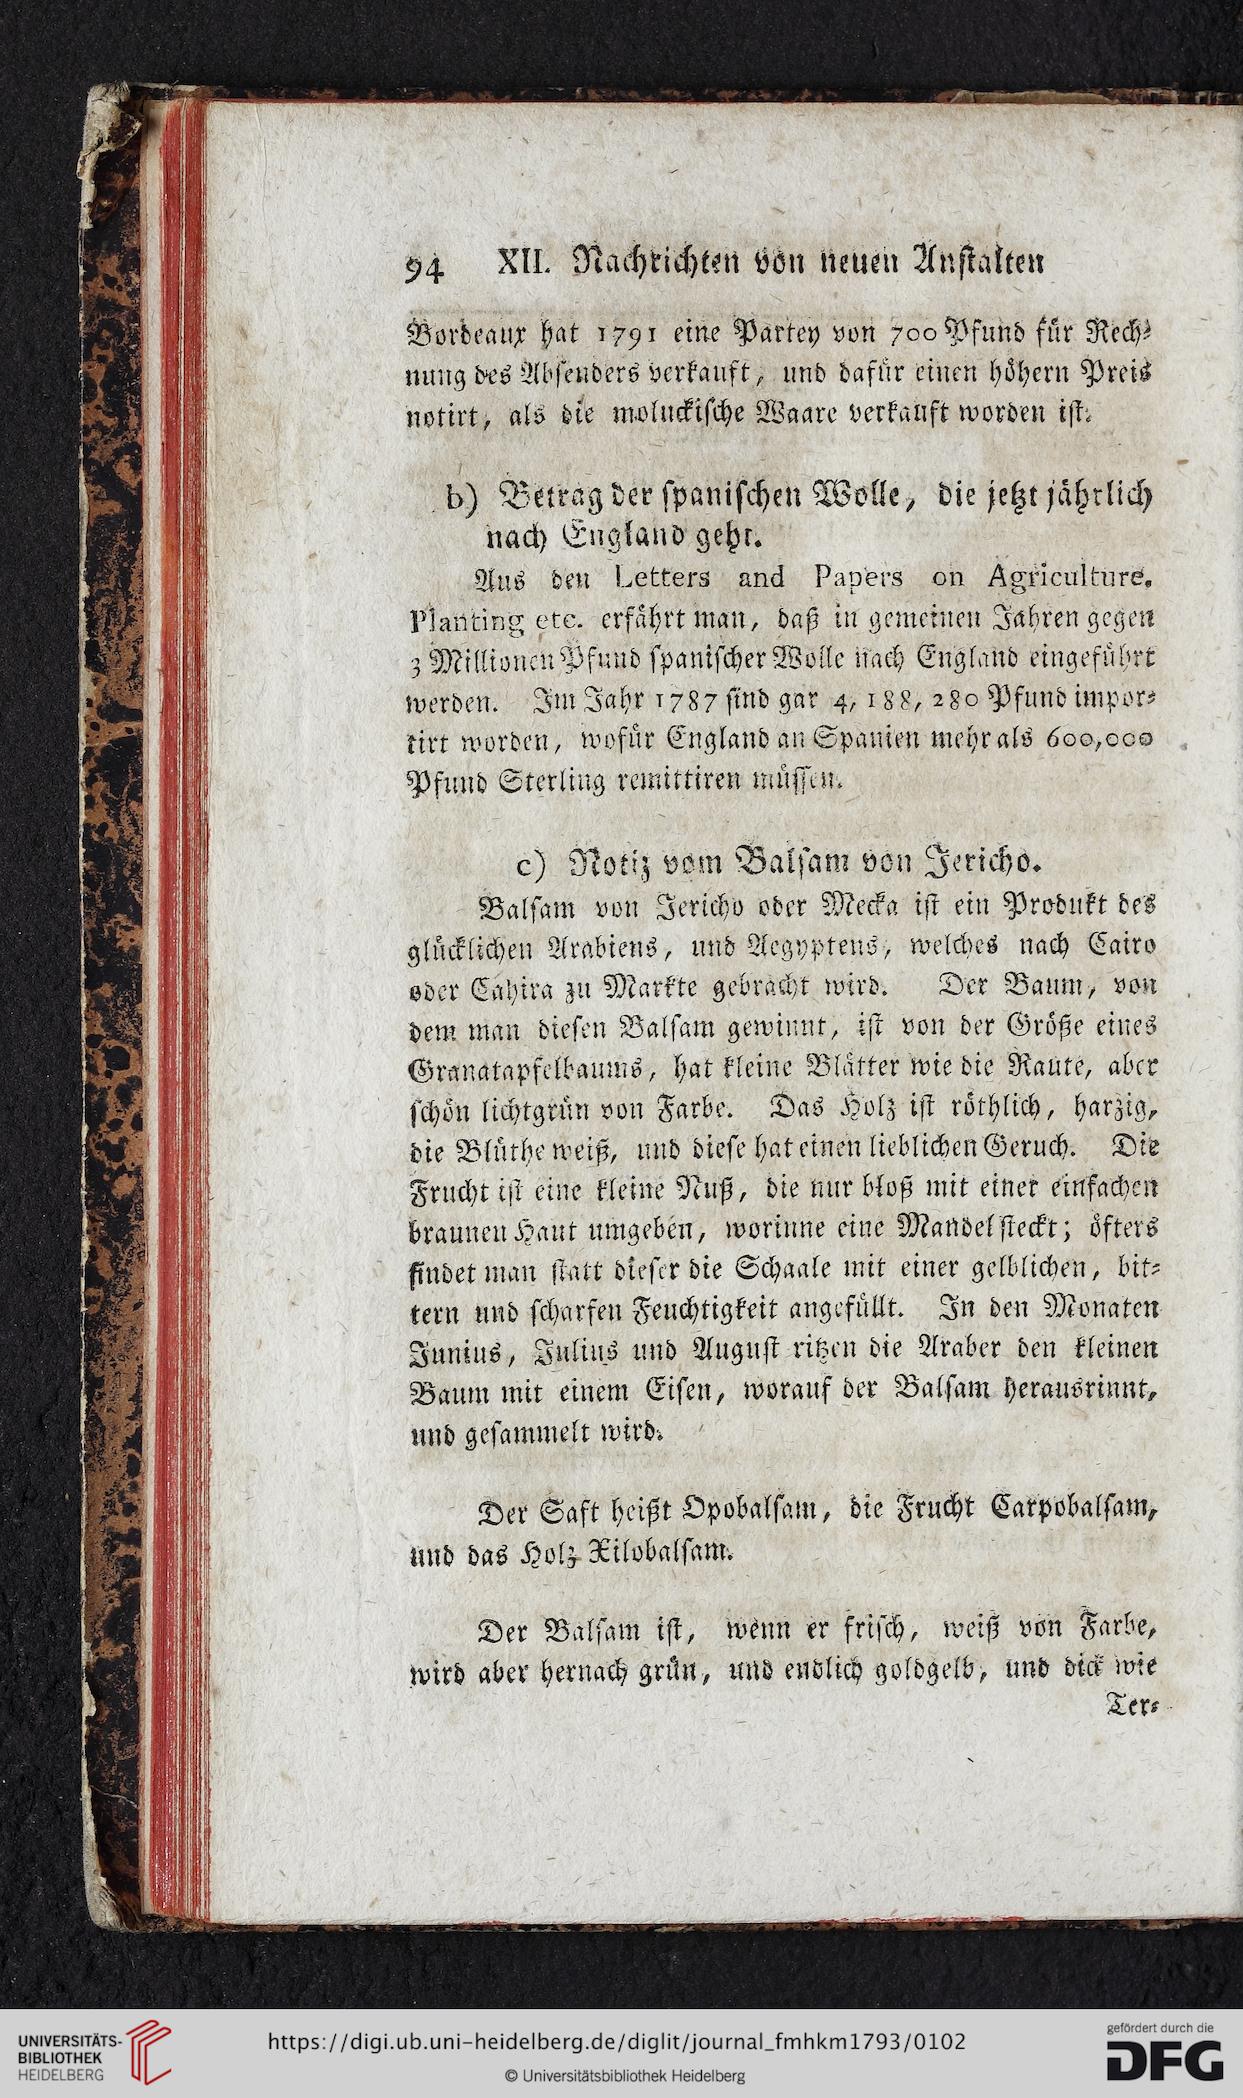 94 XII. Nachrichten von neuen Anstalten
Bordeaux hat 1791 eine Partey von 700 Pfund für Rech⸗
nung des Absenders verkauft, und dafür einen höhern Preis
notirt, als die moluckische Waare verkauft worden ist.
b) Betrag der spanischen Wolle, die jetzt jährlich
nach England geht.
Aus den Letters and Papers on Agriculture.
Planting etc. erfährt man, daß in gemeinen Jahren gegen
3 Millionen Pfund spanischer Wolle nach England eingeführt
werden. Im Jahr 1787 sind gar 4, 188, 280 Pfund impor⸗
tirt worden, wofür England an Spanien mehr als 600,000
Pfund Sterling remittiren müssen.
c) Notiz vom Balsam von Jericho.
Balsam von Jericho oder Mecka ist ein Produkt des
glücklichen Arabiens, und Aegyptens, welches nach Cairo
oder Cahira zu Markte gebracht wird. Der Baum, von
dem man diesen Balsam gewinnt, ist von der Größe eines
Granatapfelbaums, hat kleine Blätter wie die Raute, aber
schön lichtgrün von Farbe. Das Holz ist röthlich, harzig,
die Blüthe weiß, und diese hat einen lieblichen Geruch. Die
Frucht ist eine kleine Nuß, die nur bloß mit einer einfachen
braunen Haut umgeben, worinne eine Mandel steckt; öfters
findet man statt dieser die Schaale mit einer gelblichen, bit⸗
tern und scharfen Feuchtigkeit angefüllt. In den Monaten
Junius, Julius und August ritzen die Araber den kleinen
Baum mit einem Eisen, worauf der Balsam herausrinnt,
und gesammelt wird.
Der Saft heißt Opobalsam, die Frucht Carpobalsam,
und das Holz Xilobalsam.
Der Balsam ist, wenn er frisch, weiß von Farbe,
wird aber hernach grün, und endlich goldgelb, und dick wie
Ter⸗
UNIVERSITÄTS-
BIBLIOTHEK
HEIDELBERG
https://digi.ub.uni-heidelberg.de/diglit/journal_fmhkm1793/0102
© Universitätsbibliothek Heidelberg
gefördert durch die
DFG